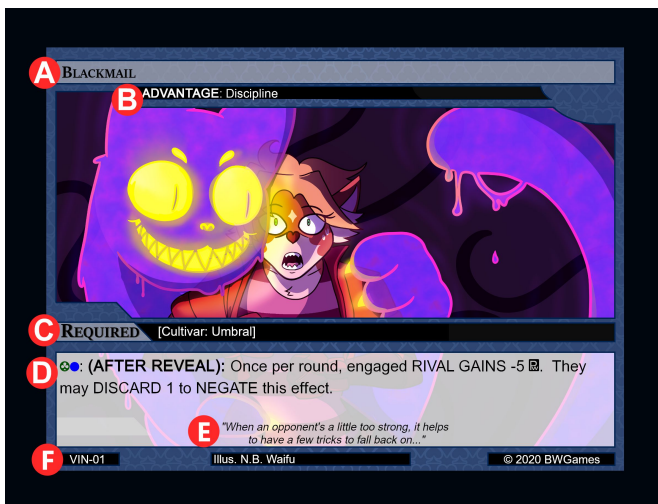 A BLACKMAIL
B ADVANTAGE: Discipline
C REQUIRED [Cultivar: Umbral]
D : (AFTER REVEAL): Once per round, engaged RIVAL GAINS -5 R. They
may DISCARD 1 to NEGATE this effect.
E "When an opponent's a little too strong, it helps
to have a few tricks to fall back on..."
F VIN-01 Illus. N.B. Waifu © 2020 BWGames